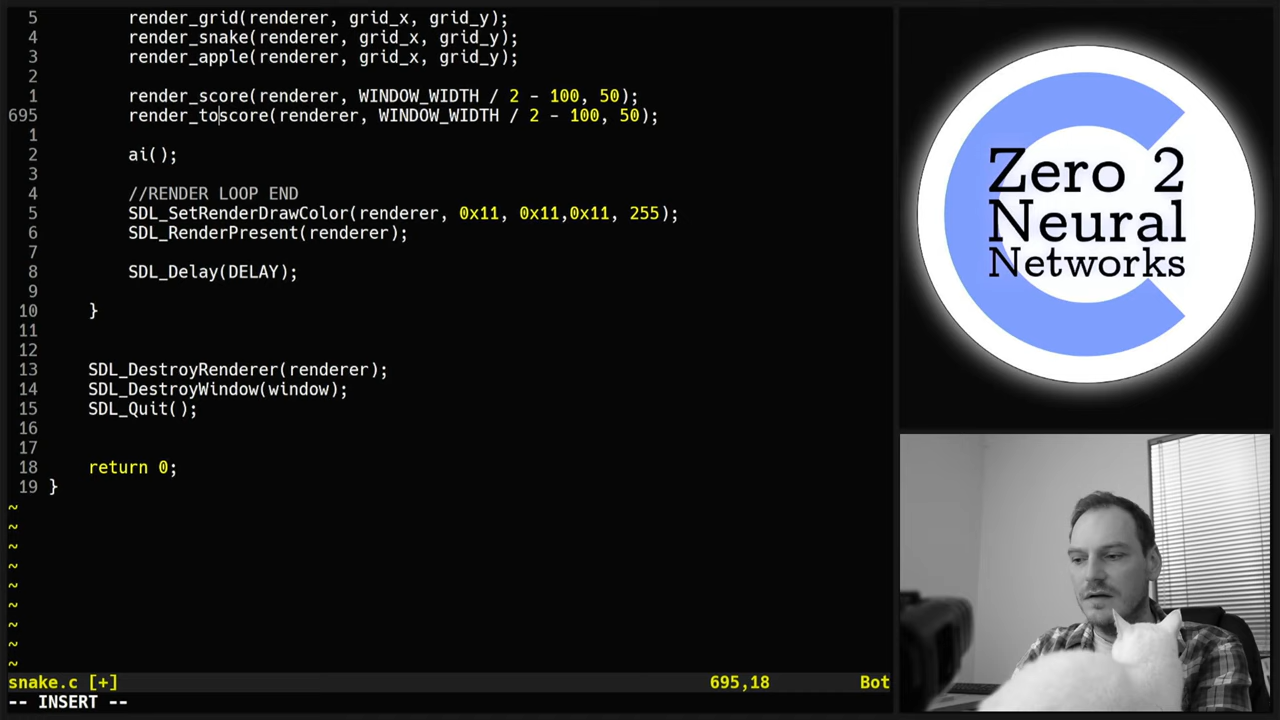 5 render_grid(renderer, grid_x, grid_y);
4 render_snake(renderer, grid_x, grid_y);
3 render_apple(renderer, grid_x, grid_y);
2
1 render_score(renderer, WINDOW_WIDTH / 2 - 100, 50);
695 render_toscore(renderer, WINDOW_WIDTH / 2 - 100, 50);
1
2 ai();
3
4 //RENDER LOOP END
5 SDL_SetRenderDrawColor(renderer, 0x11, 0x11,0x11, 255);
6 SDL_RenderPresent(renderer);
7
8 SDL_Delay(DELAY);
9
10 }
11
12
13 SDL_DestroyRenderer(renderer);
14 SDL_DestroyWindow(window);
15 SDL_Quit();
16
17
18 return 0;
19 }
~
~
~
~
~
~
~
~
~
snake.c [+] 695,18 Bot
-- INSERT --
Zero 2
Neural
Networks